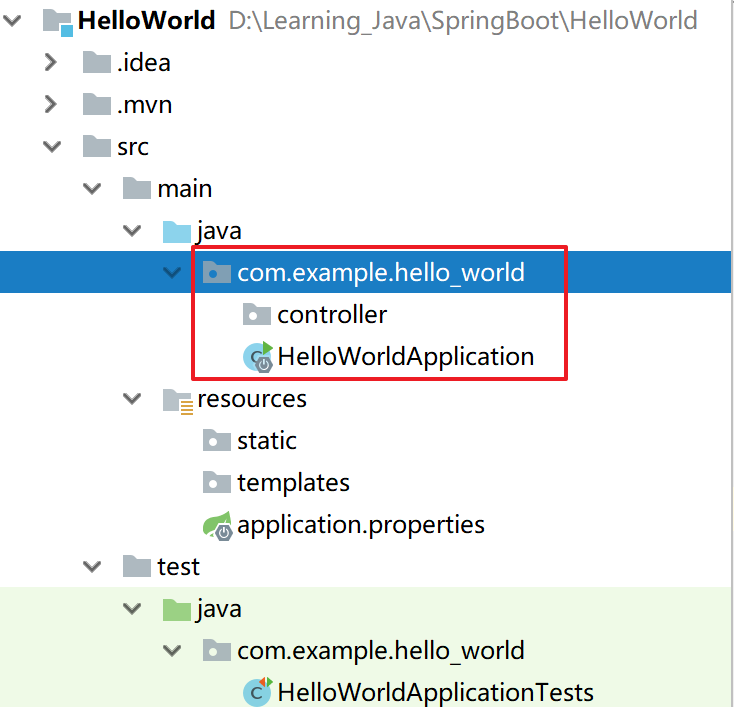 HelloWorld D:\Learning_Java\SpringBoot\HelloWorld
.idea
.mvn
src
main
java
com.example.hello_world
controller
HelloWorldApplication
resources
static
templates
application.properties
test
java
com.example.hello_world
HelloWorldApplicationTests